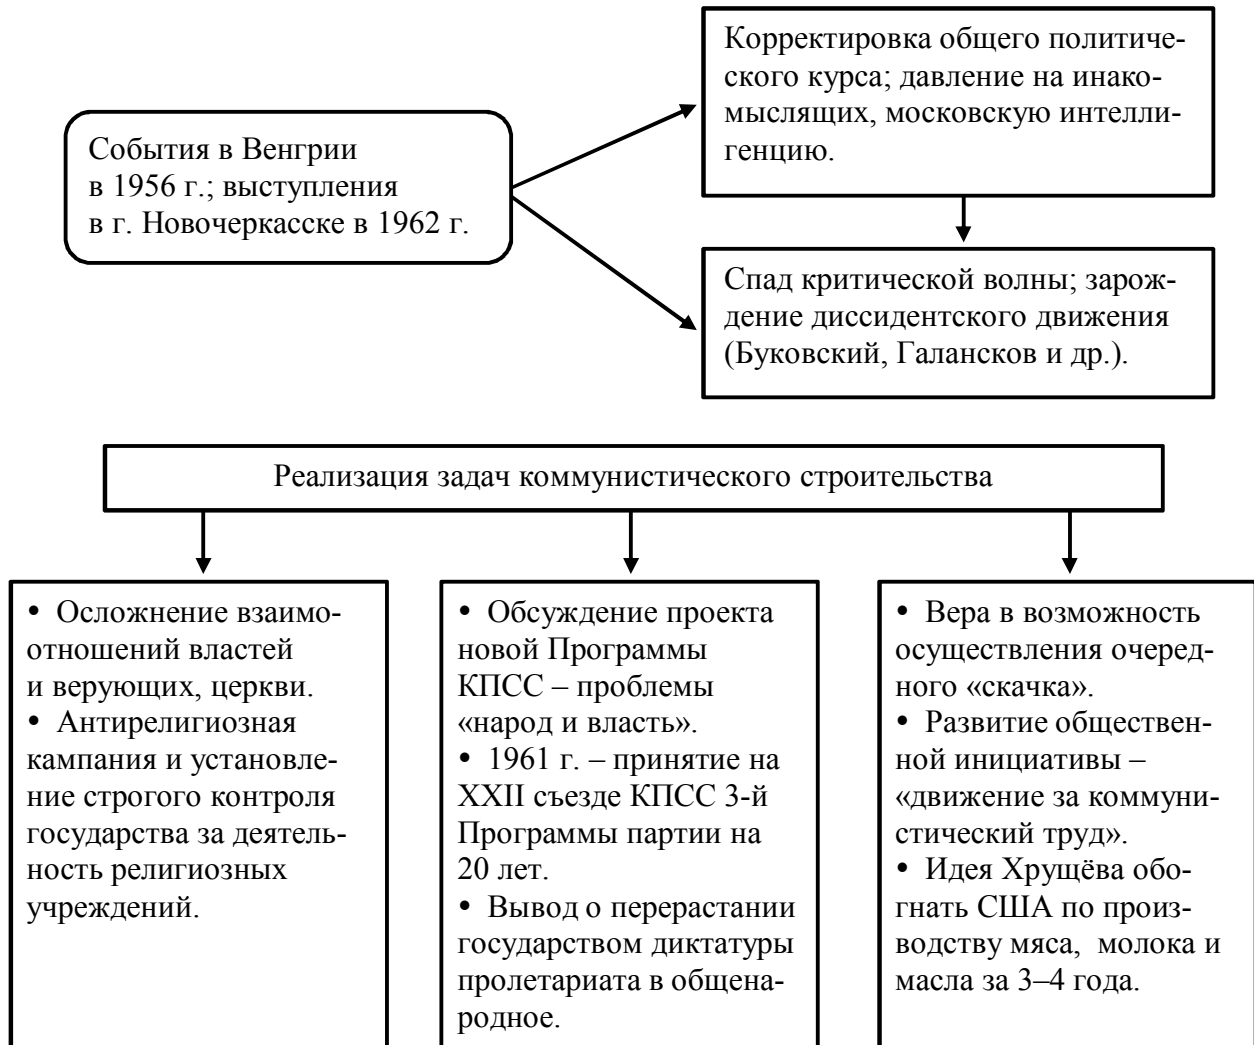 События в Венгрии
в 1956 г.; выступления
в г. Новочеркасске в 1962 г.
Корректировка общего политиче-
ского курса; давление на инако-
мыслящих, московскую интелли-
генцию.
Спад критической волны; зарож-
дение диссидентского движения
(Буковский, Галансков и др.).
Реализация задач коммунистического строительства
• Осложнение взаимо-
отношений властей
и верующих, церкви.
• Антирелигиозная
кампания и установле-
ние строгого контроля
государства за деятель-
ность религиозных
учреждений.
• Обсуждение проекта
новой Программы
КПСС – проблемы
«народ и власть».
• 1961 г. – принятие на
XXII съезде КПСС 3-й
Программы партии на
20 лет.
• Вывод о перерастании
государством диктатуры
пролетариата в общена-
родное.
• Вера в возможность
осуществления очеред-
ного «скачка».
• Развитие обществен-
ной инициативы –
«движение за коммуни-
стический труд».
• Идея Хрущёва обо-
гнать США по произ-
водству мяса, молока и
масла за 3–4 года.